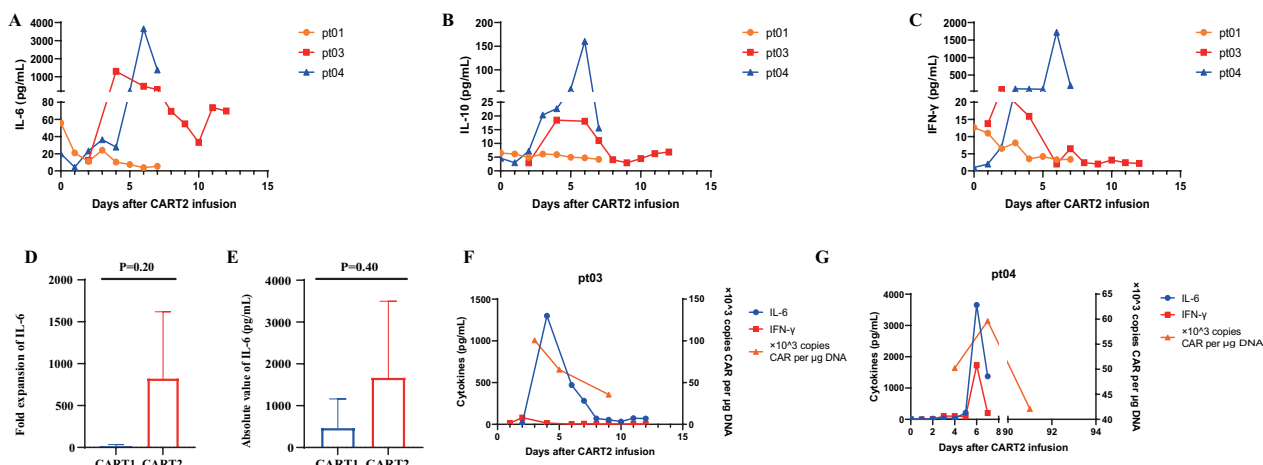 A
IL-6 (pg/mL)
4000
3000
2000
1000
80
60
40
20
0
0 5 10 15
Days after CART2 infusion
pt01
pt03
pt04
B
IL-10 (pg/mL)
200
150
100
50
25
20
15
10
5
0
0 5 10 15
Days after CART2 infusion
pt01
pt03
pt04
C
IFN-γ (pg/mL)
2000
1500
1000
500
20
15
10
5
0
0 5 10 15
Days after CART2 infusion
pt01
pt03
pt04
D
P=0.20
Fold expansion of IL-6
2000
1500
1000
500
0
CART1 CART2
E
P=0.40
Absolute value of IL-6 (pg/mL)
4000
3000
2000
1000
0
CART1 CART2
F
pt03
Cytokines (pg/mL)
1500
1000
500
0
150
100
50
0
×10^3 copies CAR per µg DNA
0 5 10 15
Days after CART2 infusion
IL-6
IFN-γ
×10^3 copies
CAR per µg DNA
G
pt04
Cytokines (pg/mL)
4000
3000
2000
1000
0
65
60
55
50
45
40
×10^3 copies CAR per µg DNA
0 2 4 6 8 90 92 94
Days after CART2 infusion
IL-6
IFN-γ
×10^3 copies
CAR per µg DNA